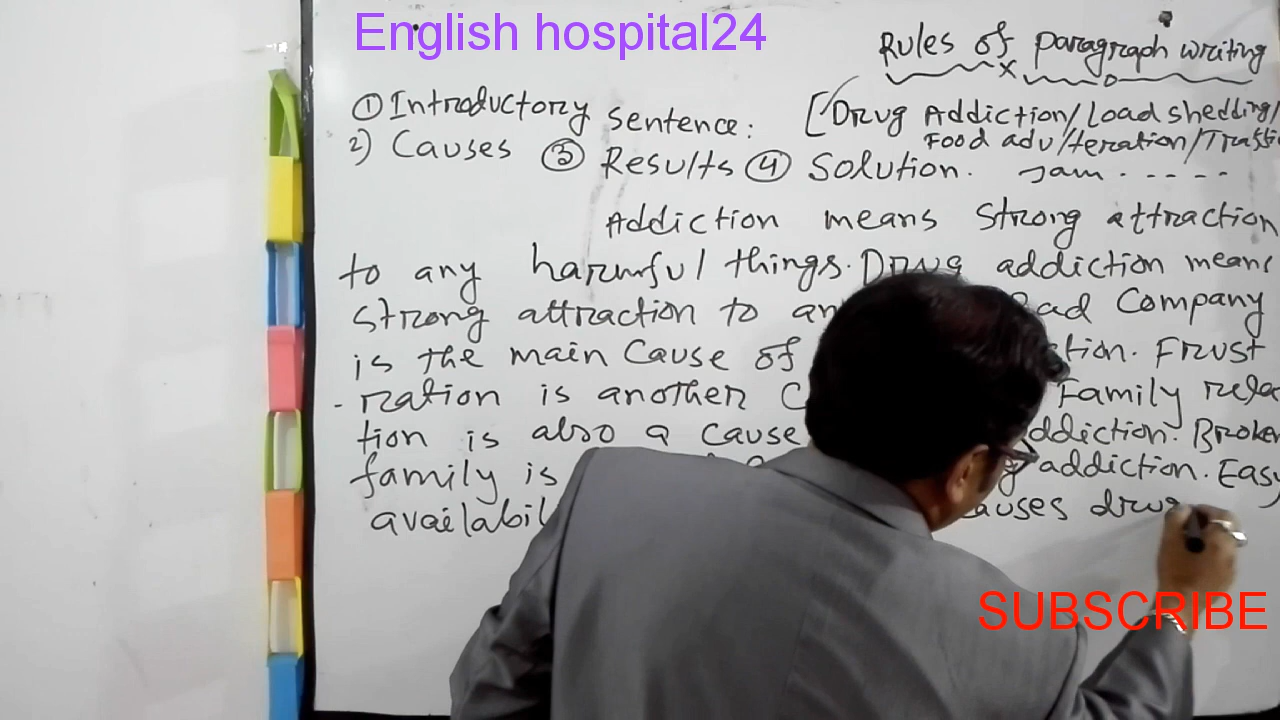 English hospital24
Rules of paragraph writing
① Introductory sentence: [Drug Addiction/Load shedding/
Food adulteration/Traffi
2) Causes ③ Results ④ Solution. Jam . . . . .
Addiction means strong attraction
to any harmful things. Drug addiction means
strong attraction to an Bad Company
is the main cause of tion. Frust
- ration is another C Family rela
tion is also a cause ddiction. Broken
family is addiction. Easy
availabil causes drug
SUBSCRIBE